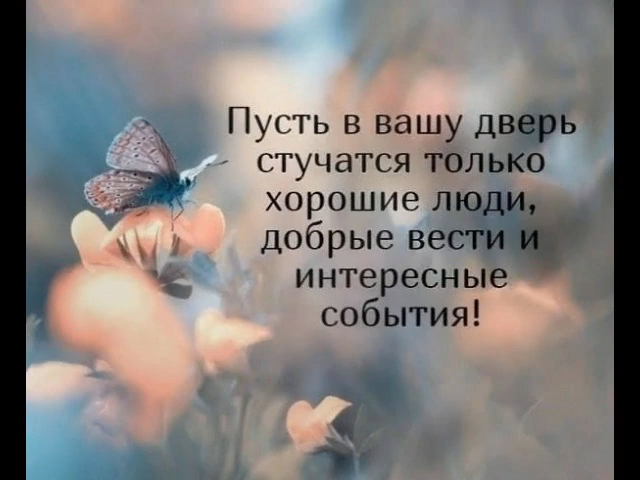 Пусть в вашу дверь
стучатся только
хорошие люди,
добрые вести и
интересные
события!